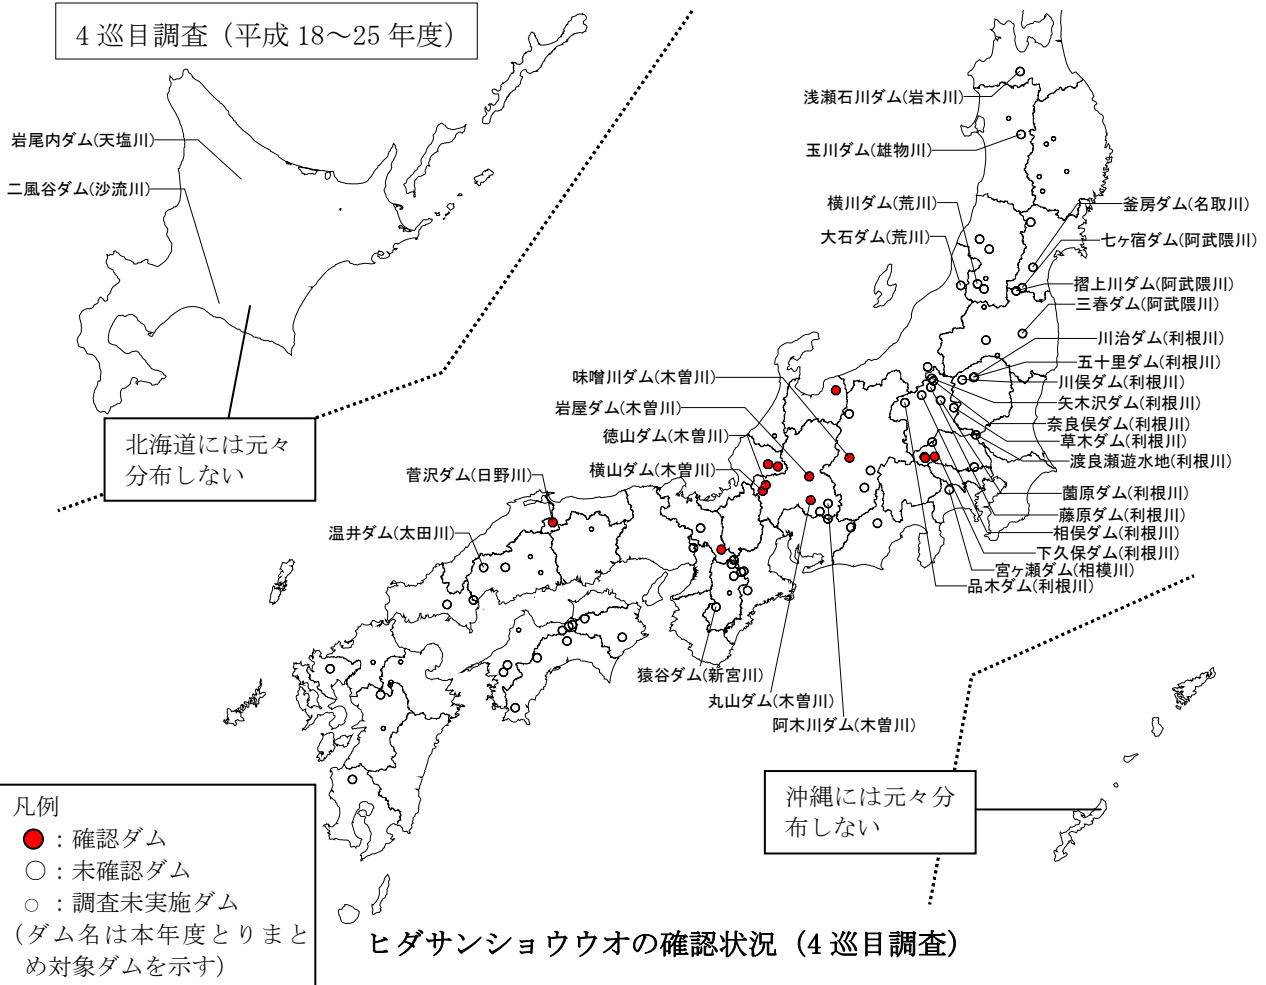 4 巡目調査（平成 18～25 年度）
岩尾内ダム(天塩川)
二風谷ダム(沙流川)
北海道には元々
分布しない
浅瀬石川ダム(岩木川)
玉川ダム(雄物川)
横川ダム(荒川)
大石ダム(荒川)
釜房ダム(名取川)
七ヶ宿ダム(阿武隈川)
摺上川ダム(阿武隈川)
三春ダム(阿武隈川)
川治ダム(利根川)
五十里ダム(利根川)
川俣ダム(利根川)
矢木沢ダム(利根川)
奈良俣ダム(利根川)
草木ダム(利根川)
渡良瀬遊水地(利根川)
薗原ダム(利根川)
藤原ダム(利根川)
相俣ダム(利根川)
下久保ダム(利根川)
宮ヶ瀬ダム(相模川)
品木ダム(利根川)
味噌川ダム(木曽川)
岩屋ダム(木曽川)
徳山ダム(木曽川)
横山ダム(木曽川)
菅沢ダム(日野川)
温井ダム(太田川)
猿谷ダム(新宮川)
丸山ダム(木曽川)
阿木川ダム(木曽川)
沖縄には元々分
布しない
凡例
：確認ダム
○：未確認ダム
○：調査未実施ダム
（ダム名は本年度とりまと
め対象ダムを示す）
ヒダサンショウウオの確認状況（4 巡目調査）